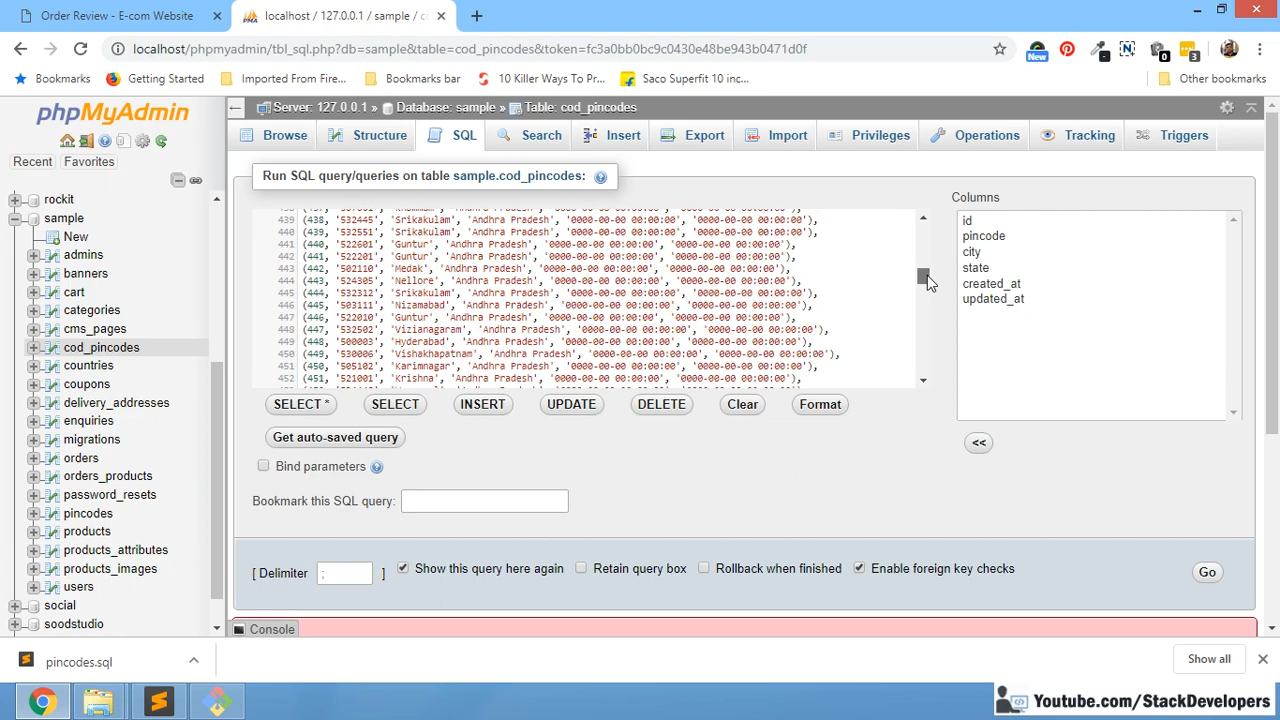 Order Review - E-com Website
localhost / 127.0.0.1 / sample / c
localhost/phpmyadmin/tbl_sql.php?db=sample&table=cod_pincodes&token=fc3a0bb0bc9c0430e48be943b0471d0f
New
0
3
Bookmarks
Getting Started
Imported From Fire...
Bookmarks bar
10 Killer Ways To Pr...
Saco Superfit 10 inc...
Other bookmarks
phpMyAdmin
Recent
Favorites
rockit
sample
New
admins
banners
cart
categories
cms_pages
cod_pincodes
countries
coupons
delivery_addresses
enquiries
migrations
orders
orders_products
password_resets
pincodes
products
products_attributes
products_images
users
social
soodstudio
Server: 127.0.0.1 » Database: sample » Table: cod_pincodes
Browse
Structure
SQL
Search
Insert
Export
Import
Privileges
Operations
Tracking
Triggers
Run SQL query/queries on table sample.cod_pincodes:
439 (438, '532445', 'Srikakulam', 'Andhra Pradesh', '0000-00-00 00:00:00', '0000-00-00 00:00:00'),
440 (439, '532551', 'Srikakulam', 'Andhra Pradesh', '0000-00-00 00:00:00', '0000-00-00 00:00:00'),
441 (440, '522601', 'Guntur', 'Andhra Pradesh', '0000-00-00 00:00:00', '0000-00-00 00:00:00'),
442 (441, '522201', 'Guntur', 'Andhra Pradesh', '0000-00-00 00:00:00', '0000-00-00 00:00:00'),
443 (442, '502110', 'Medak', 'Andhra Pradesh', '0000-00-00 00:00:00', '0000-00-00 00:00:00'),
444 (443, '524305', 'Nellore', 'Andhra Pradesh', '0000-00-00 00:00:00', '0000-00-00 00:00:00'),
445 (444, '532312', 'Srikakulam', 'Andhra Pradesh', '0000-00-00 00:00:00', '0000-00-00 00:00:00'),
446 (445, '503111', 'Nizamabad', 'Andhra Pradesh', '0000-00-00 00:00:00', '0000-00-00 00:00:00'),
447 (446, '522010', 'Guntur', 'Andhra Pradesh', '0000-00-00 00:00:00', '0000-00-00 00:00:00'),
448 (447, '532502', 'Vizianagaram', 'Andhra Pradesh', '0000-00-00 00:00:00', '0000-00-00 00:00:00'),
449 (448, '500003', 'Hyderabad', 'Andhra Pradesh', '0000-00-00 00:00:00', '0000-00-00 00:00:00'),
450 (449, '530006', 'Vishakhapatnam', 'Andhra Pradesh', '0000-00-00 00:00:00', '0000-00-00 00:00:00'),
451 (450, '505102', 'Karimnagar', 'Andhra Pradesh', '0000-00-00 00:00:00', '0000-00-00 00:00:00'),
452 (451, '521001', 'Krishna', 'Andhra Pradesh', '0000-00-00 00:00:00', '0000-00-00 00:00:00'),
Columns
id
pincode
city
state
created_at
updated_at
<<
SELECT *
SELECT
INSERT
UPDATE
DELETE
Clear
Format
Get auto-saved query
Bind parameters
Bookmark this SQL query:
[ Delimiter ; ]
Show this query here again
Retain query box
Rollback when finished
Enable foreign key checks
Go
Console
pincodes.sql
Show all
Youtube.com/StackDevelopers